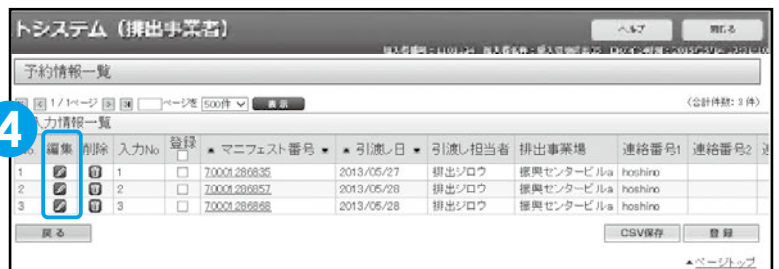 トシステム（排出事業者）
ヘルプ 閉じる
予約情報一覧
1 / 1ページ ページを 500件 表示 （合計件数：3 件）
4
力情報一覧
No. 編集 削除 入力No 登録 ▲ マニフェスト番号 ▼ ▲ 引渡し日 ▼ 引渡し担当者 排出事業場 連絡番号1 連絡番号2
1 1 70001286835 2013/05/27 排出ジロウ 振興センタービルa hoshino
2 2 70001286857 2013/05/28 排出ジロウ 振興センタービルa hoshino
3 3 70001286868 2013/05/28 排出ジロウ 振興センタービルa hoshino
戻る CSV保存 登録
▲ページトップ